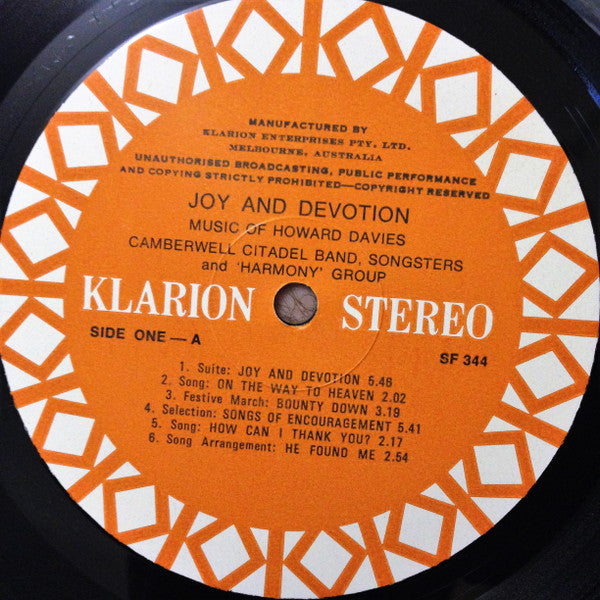 MANUFACTURED BY
KLARION ENTERPRISES PTY. LTD.
MELBOURNE, AUSTRALIA
UNAUTHORISED BROADCASTING, PUBLIC PERFORMANCE
AND COPYING STRICTLY PROHIBITED—COPYRIGHT RESERVED
JOY AND DEVOTION
MUSIC OF HOWARD DAVIES
CAMBERWELL CITADEL BAND, SONGSTERS
and 'HARMONY' GROUP
KLARION STEREO
SIDE ONE — A
SF 344
1. Suite: JOY AND DEVOTION 5.46
2. Song: ON THE WAY TO HEAVEN 2.02
3. Festive March: BOUNTY DOWN 3.19
4. Selection: SONGS OF ENCOURAGEMENT 5.41
5. Song: HOW CAN I THANK YOU? 2.17
6. Song Arrangement: HE FOUND ME 2.54